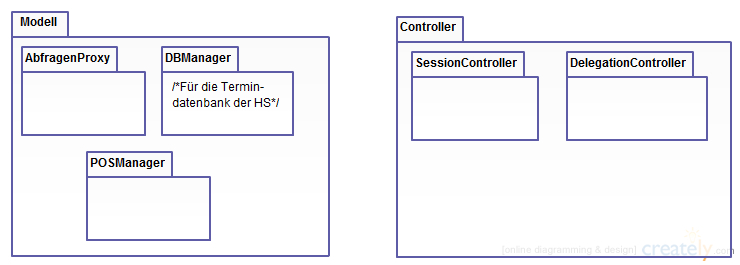 Modell
AbfragenProxy
DBManager
/*Für die Termin-
datenbank der HS*/
POSManager
Controller
SessionController
DelegationController
[online diagramming & design] creately.com